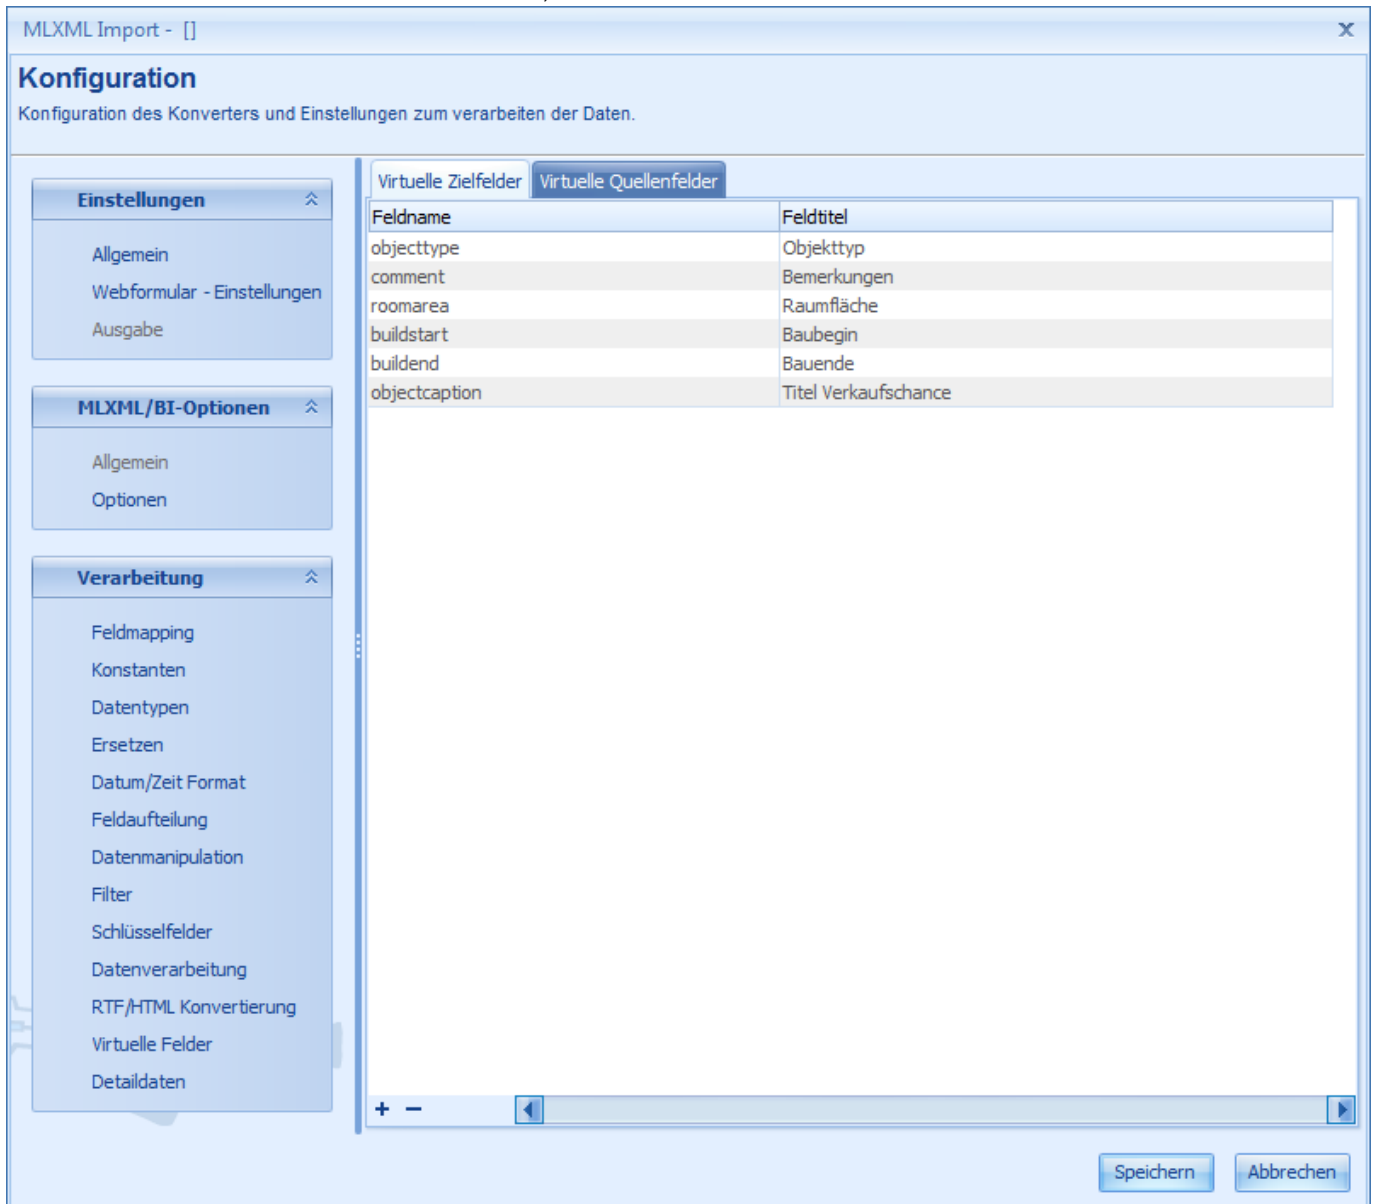 MLXML Import - []
Konfiguration
Konfiguration des Konverters und Einstellungen zum verarbeiten der Daten.
Einstellungen
Allgemein
Webformular - Einstellungen
Ausgabe
MLXML/BI-Optionen
Allgemein
Optionen
Verarbeitung
Feldmapping
Konstanten
Datentypen
Ersetzen
Datum/Zeit Format
Feldaufteilung
Datenmanipulation
Filter
Schlüsselfelder
Datenverarbeitung
RTF/HTML Konvertierung
Virtuelle Felder
Detaildaten
Virtuelle Zielfelder Virtuelle Quellenfelder
Feldname Feldtitel
objecttype Objekttyp
comment Bemerkungen
roomarea Raumfläche
buildstart Baubegin
buildend Bauende
objectcaption Titel Verkaufschance
+ −
Speichern Abbrechen